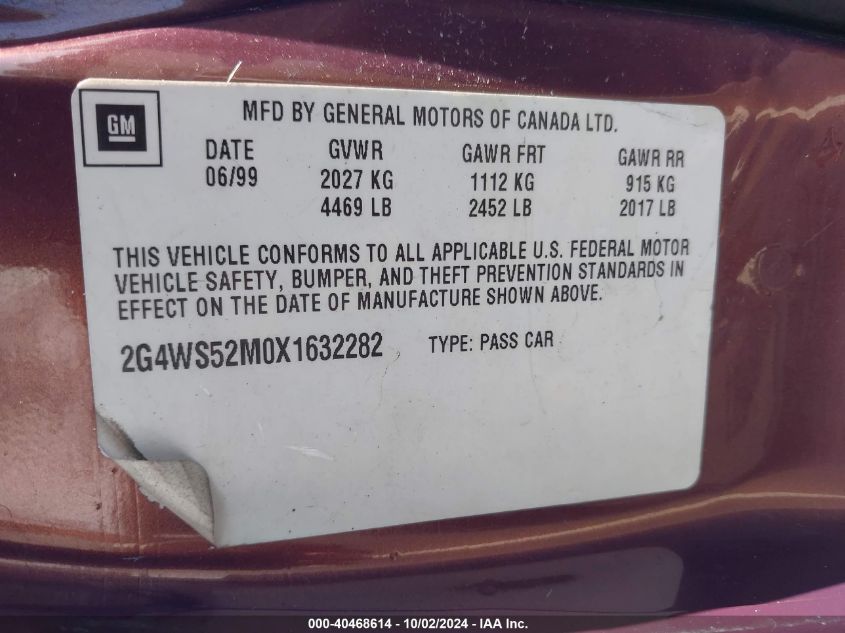 GM
MFD BY GENERAL MOTORS OF CANADA LTD.
DATE GVWR GAWR FRT GAWR RR
06/99 2027 KG 1112 KG 915 KG
4469 LB 2452 LB 2017 LB
THIS VEHICLE CONFORMS TO ALL APPLICABLE U.S. FEDERAL MOTOR
VEHICLE SAFETY, BUMPER, AND THEFT PREVENTION STANDARDS IN
EFFECT ON THE DATE OF MANUFACTURE SHOWN ABOVE.
2G4WS52M0X1632282 TYPE: PASS CAR
000-40468614 - 10/02/2024 - IAA Inc.